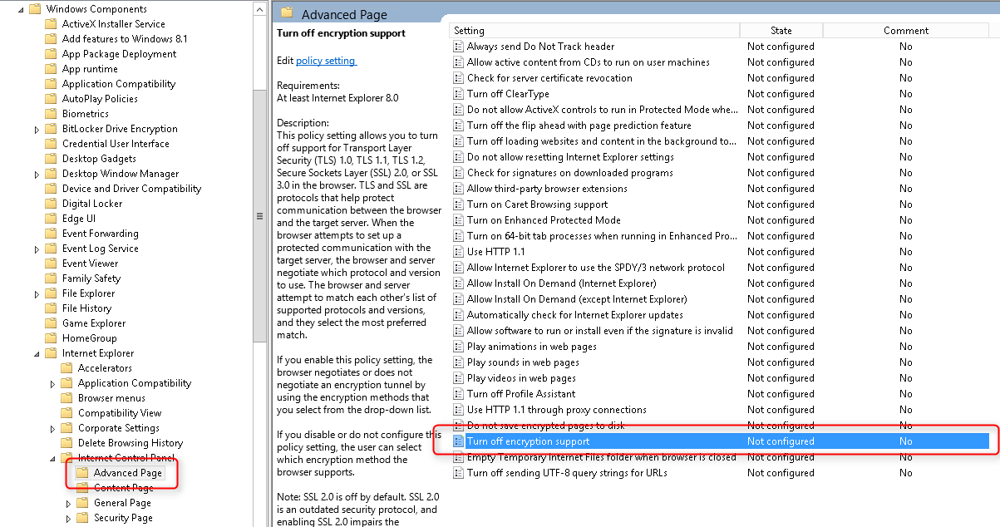 Windows Components
ActiveX Installer Service
Add features to Windows 8.1
App Package Deployment
App runtime
Application Compatibility
AutoPlay Policies
Biometrics
BitLocker Drive Encryption
Credential User Interface
Desktop Gadgets
Desktop Window Manager
Device and Driver Compatibility
Digital Locker
Edge UI
Event Forwarding
Event Log Service
Event Viewer
Family Safety
File Explorer
File History
Game Explorer
HomeGroup
Internet Explorer
Accelerators
Application Compatibility
Browser menus
Compatibility View
Corporate Settings
Delete Browsing History
Internet Control Panel
Advanced Page
Content Page
General Page
Security Page
Advanced Page
Turn off encryption support
Edit policy setting
Requirements:
At least Internet Explorer 8.0
Description:
This policy setting allows you to turn
off support for Transport Layer
Security (TLS) 1.0, TLS 1.1, TLS 1.2,
Secure Sockets Layer (SSL) 2.0, or SSL
3.0 in the browser. TLS and SSL are
protocols that help protect
communication between the browser
and the target server. When the
browser attempts to set up a
protected communication with the
target server, the browser and server
negotiate which protocol and version
to use. The browser and server
attempt to match each other's list of
supported protocols and versions,
and they select the most preferred
match.
If you enable this policy setting, the
browser negotiates or does not
negotiate an encryption tunnel by
using the encryption methods that
you select from the drop-down list.
If you disable or do not configure this
policy setting, the user can select
which encryption method the
browser supports.
Note: SSL 2.0 is off by default. SSL 2.0
is an outdated security protocol, and
enabling SSL 2.0 impairs the
Setting State Comment
Always send Do Not Track header Not configured No
Allow active content from CDs to run on user machines Not configured No
Check for server certificate revocation Not configured No
Turn off ClearType Not configured No
Do not allow ActiveX controls to run in Protected Mode whe... Not configured No
Turn off the flip ahead with page prediction feature Not configured No
Turn off loading websites and content in the background to... Not configured No
Do not allow resetting Internet Explorer settings Not configured No
Check for signatures on downloaded programs Not configured No
Allow third-party browser extensions Not configured No
Turn on Caret Browsing support Not configured No
Turn on Enhanced Protected Mode Not configured No
Turn on 64-bit tab processes when running in Enhanced Pro... Not configured No
Use HTTP 1.1 Not configured No
Allow Internet Explorer to use the SPDY/3 network protocol Not configured No
Allow Install On Demand (Internet Explorer) Not configured No
Allow Install On Demand (except Internet Explorer) Not configured No
Automatically check for Internet Explorer updates Not configured No
Allow software to run or install even if the signature is invalid Not configured No
Play animations in web pages Not configured No
Play sounds in web pages Not configured No
Play videos in web pages Not configured No
Turn off Profile Assistant Not configured No
Use HTTP 1.1 through proxy connections Not configured No
Do not save encrypted pages to disk Not configured No
Turn off encryption support Not configured No
Empty Temporary Internet Files folder when browser is closed Not configured No
Turn off sending UTF-8 query strings for URLs Not configured No